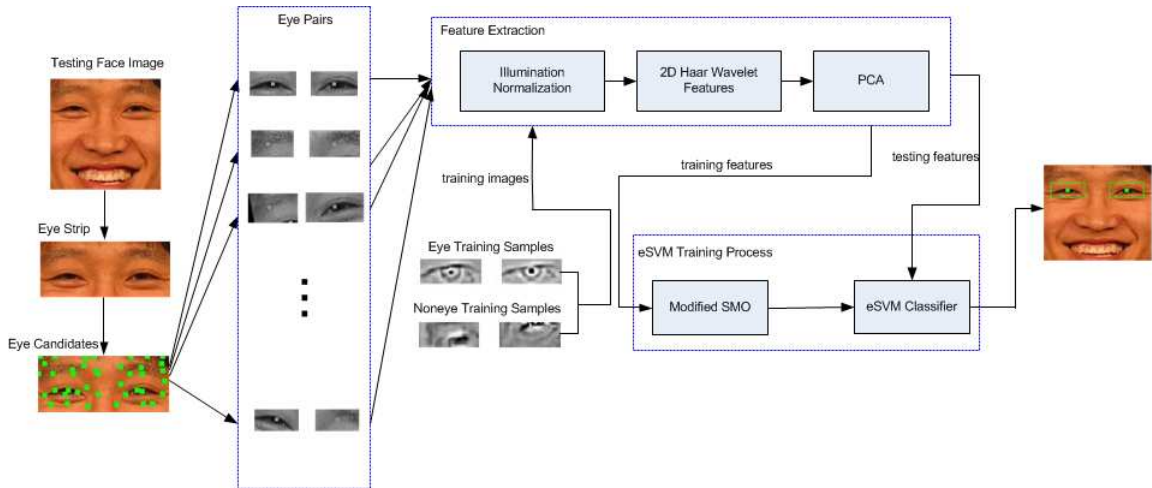 Testing Face Image
Eye Strip
Eye Candidates
Eye Pairs
Feature Extraction
Illumination
Normalization
2D Haar Wavelet
Features
PCA
training images
training features
testing features
Eye Training Samples
Noneye Training Samples
eSVM Training Process
Modified SMO
eSVM Classifier